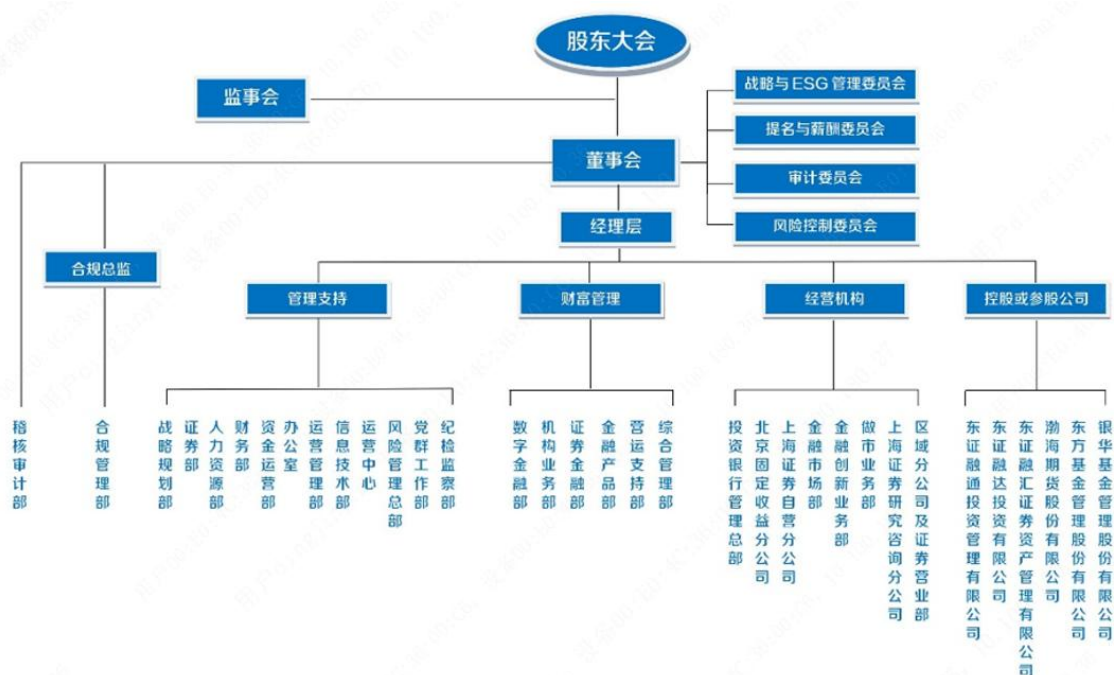 股东大会
监事会
战略与ESG管理委员会
提名与薪酬委员会
董事会
审计委员会
经理层
风险控制委员会
合规总监
管理支持
财富管理
经营机构
控股或参股公司
稽核审计部
合规管理部
战略规划部
证券部
人力资源部
财务部
资金运营部
办公室
运营管理部
信息技术部
运营中心
风险管理总部
党群工作部
纪检监察部
数字金融部
机构业务部
证券金融部
金融产品部
营运支持部
综合管理部
投资银行管理总部
北京固定收益分公司
上海证券自营分公司
金融市场部
金融创新业务部
做市业务部
上海证券研究咨询分公司
区域分公司及证券营业部
东证融通投资管理有限公司
东证融达投资有限公司
东证融汇证券资产管理有限公司
渤海期货股份有限公司
东方基金管理股份有限公司
银华基金管理股份有限公司